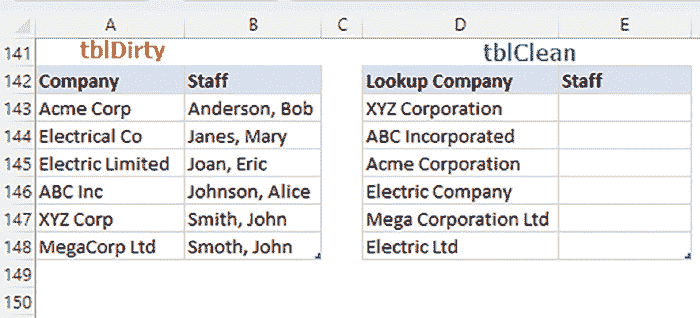 A B C D E
141 tblDirty tblClean
142 Company Staff Lookup Company Staff
143 Acme Corp Anderson, Bob XYZ Corporation
144 Electrical Co Janes, Mary ABC Incorporated
145 Electric Limited Joan, Eric Acme Corporation
146 ABC Inc Johnson, Alice Electric Company
147 XYZ Corp Smith, John Mega Corporation Ltd
148 MegaCorp Ltd Smoth, John Electric Ltd
149
150